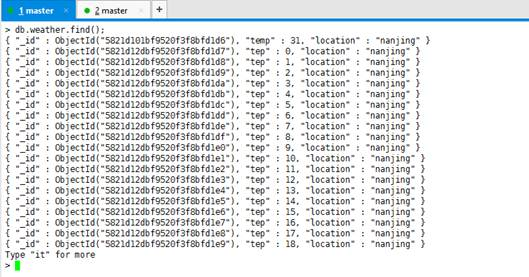 1 master × 2 master × +
> db.weather.find();
{ "_id" : ObjectId("5821d101bf9520f3f8bfd1d6"), "temp" : 31, "location" : "nanjing" }
{ "_id" : ObjectId("5821d12dbf9520f3f8bfd1d7"), "tep" : 0, "location" : "nanjing" }
{ "_id" : ObjectId("5821d12dbf9520f3f8bfd1d8"), "tep" : 1, "location" : "nanjing" }
{ "_id" : ObjectId("5821d12dbf9520f3f8bfd1d9"), "tep" : 2, "location" : "nanjing" }
{ "_id" : ObjectId("5821d12dbf9520f3f8bfd1da"), "tep" : 3, "location" : "nanjing" }
{ "_id" : ObjectId("5821d12dbf9520f3f8bfd1db"), "tep" : 4, "location" : "nanjing" }
{ "_id" : ObjectId("5821d12dbf9520f3f8bfd1dc"), "tep" : 5, "location" : "nanjing" }
{ "_id" : ObjectId("5821d12dbf9520f3f8bfd1dd"), "tep" : 6, "location" : "nanjing" }
{ "_id" : ObjectId("5821d12dbf9520f3f8bfd1de"), "tep" : 7, "location" : "nanjing" }
{ "_id" : ObjectId("5821d12dbf9520f3f8bfd1df"), "tep" : 8, "location" : "nanjing" }
{ "_id" : ObjectId("5821d12dbf9520f3f8bfd1e0"), "tep" : 9, "location" : "nanjing" }
{ "_id" : ObjectId("5821d12dbf9520f3f8bfd1e1"), "tep" : 10, "location" : "nanjing" }
{ "_id" : ObjectId("5821d12dbf9520f3f8bfd1e2"), "tep" : 11, "location" : "nanjing" }
{ "_id" : ObjectId("5821d12dbf9520f3f8bfd1e3"), "tep" : 12, "location" : "nanjing" }
{ "_id" : ObjectId("5821d12dbf9520f3f8bfd1e4"), "tep" : 13, "location" : "nanjing" }
{ "_id" : ObjectId("5821d12dbf9520f3f8bfd1e5"), "tep" : 14, "location" : "nanjing" }
{ "_id" : ObjectId("5821d12dbf9520f3f8bfd1e6"), "tep" : 15, "location" : "nanjing" }
{ "_id" : ObjectId("5821d12dbf9520f3f8bfd1e7"), "tep" : 16, "location" : "nanjing" }
{ "_id" : ObjectId("5821d12dbf9520f3f8bfd1e8"), "tep" : 17, "location" : "nanjing" }
{ "_id" : ObjectId("5821d12dbf9520f3f8bfd1e9"), "tep" : 18, "location" : "nanjing" }
Type "it" for more
>